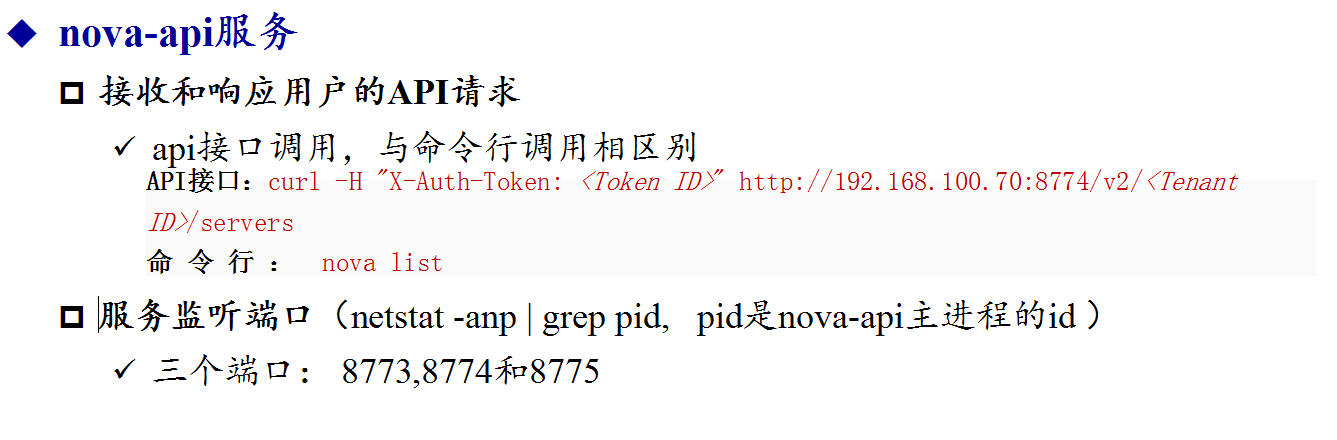 nova-api服务
接收和响应用户的API请求
api接口调用，与命令行调用相区别
API接口：curl -H "X-Auth-Token: <Token ID>" http://192.168.100.70:8774/v2/<Tenant
ID>/servers
命 令 行 ： nova list
服务监听端口（netstat -anp | grep pid, pid是nova-api主进程的id ）
三个端口： 8773,8774和8775